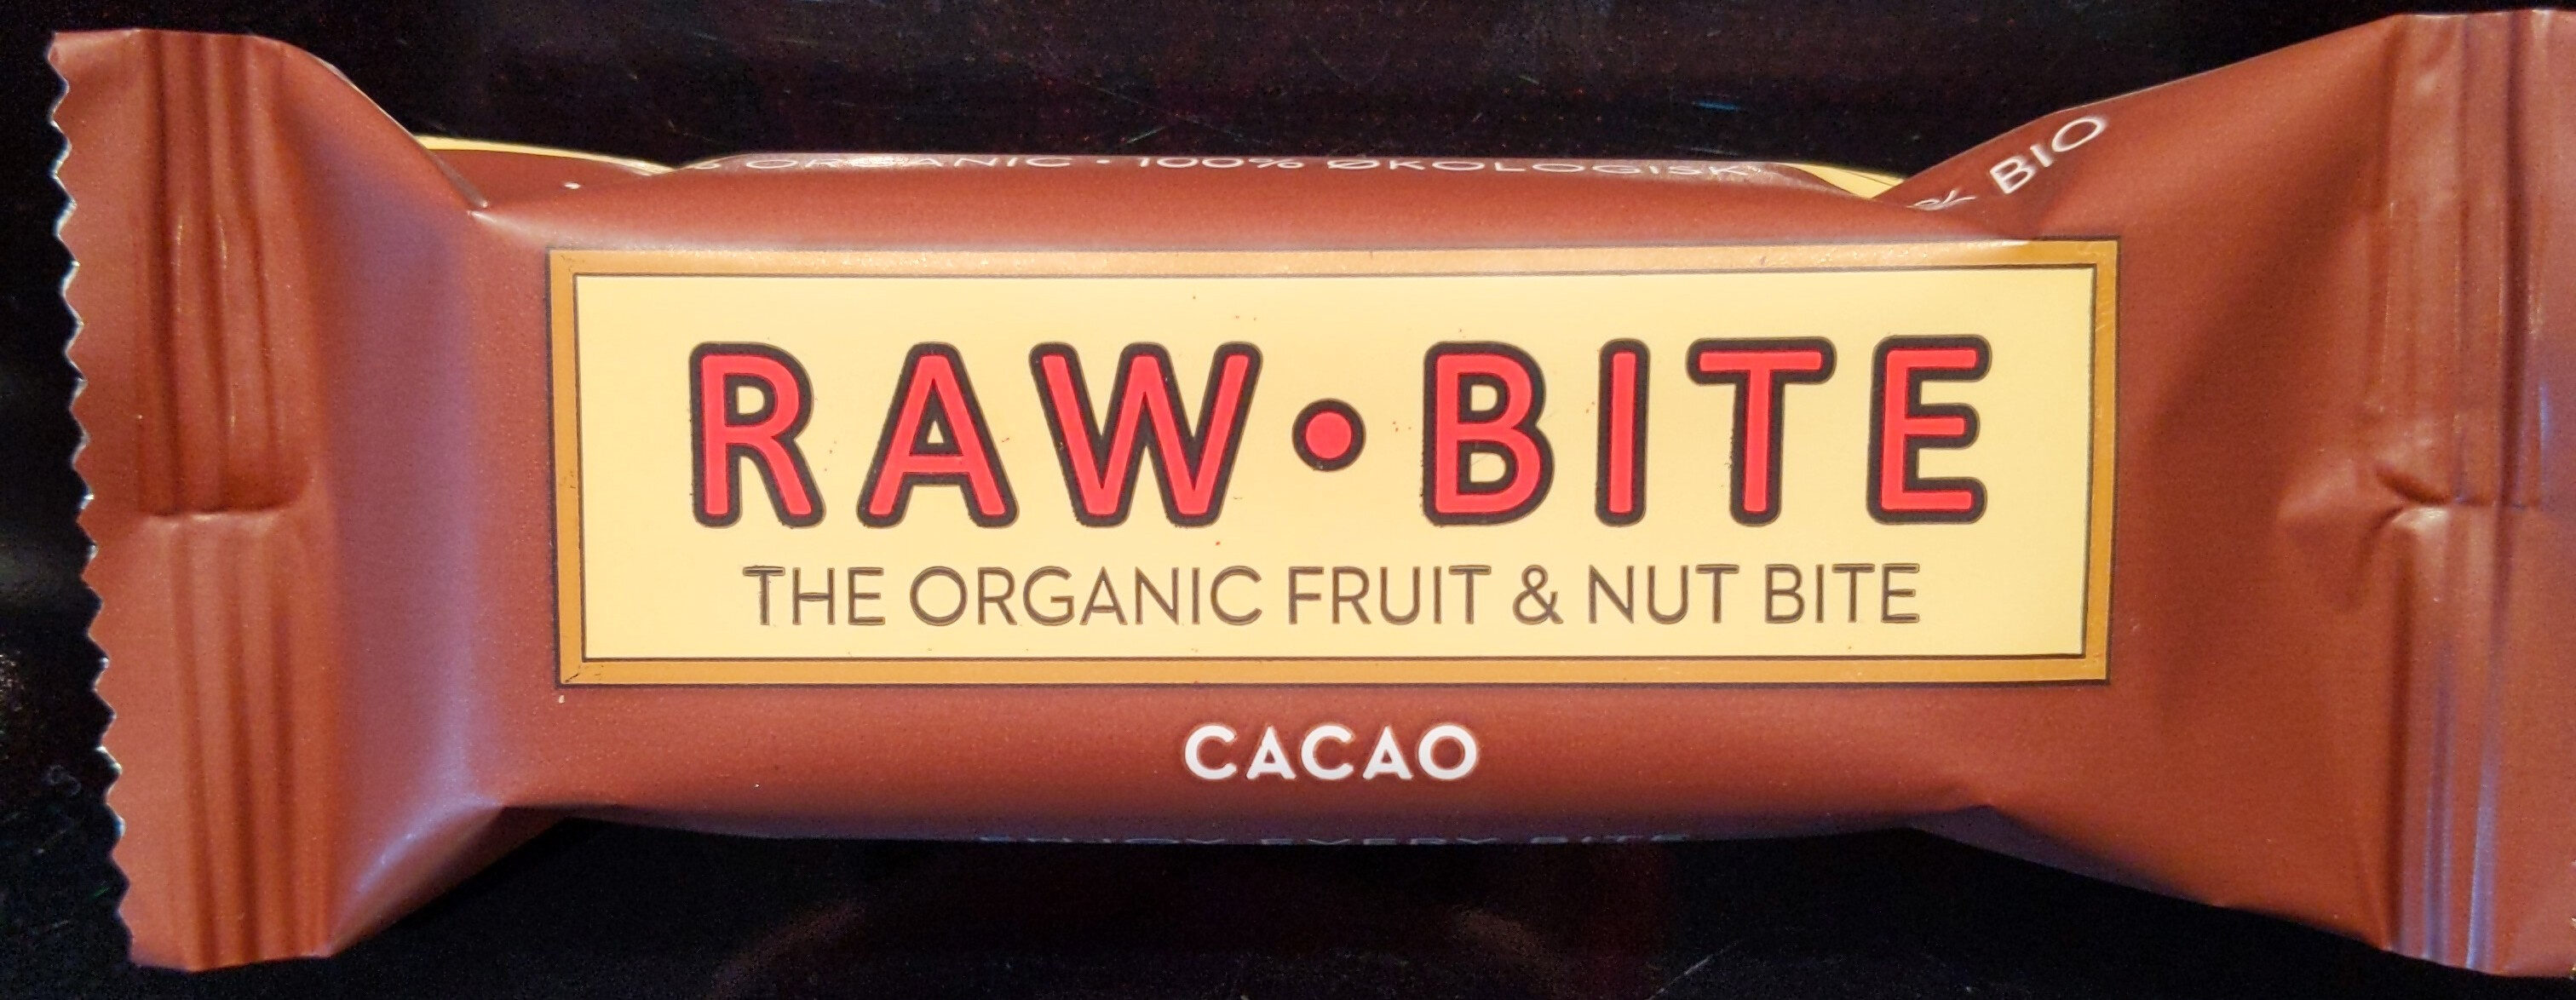 ORGANIC • 100% ØKOLOGISK
BIO
RAW•BITE
THE ORGANIC FRUIT & NUT BITE
CACAO